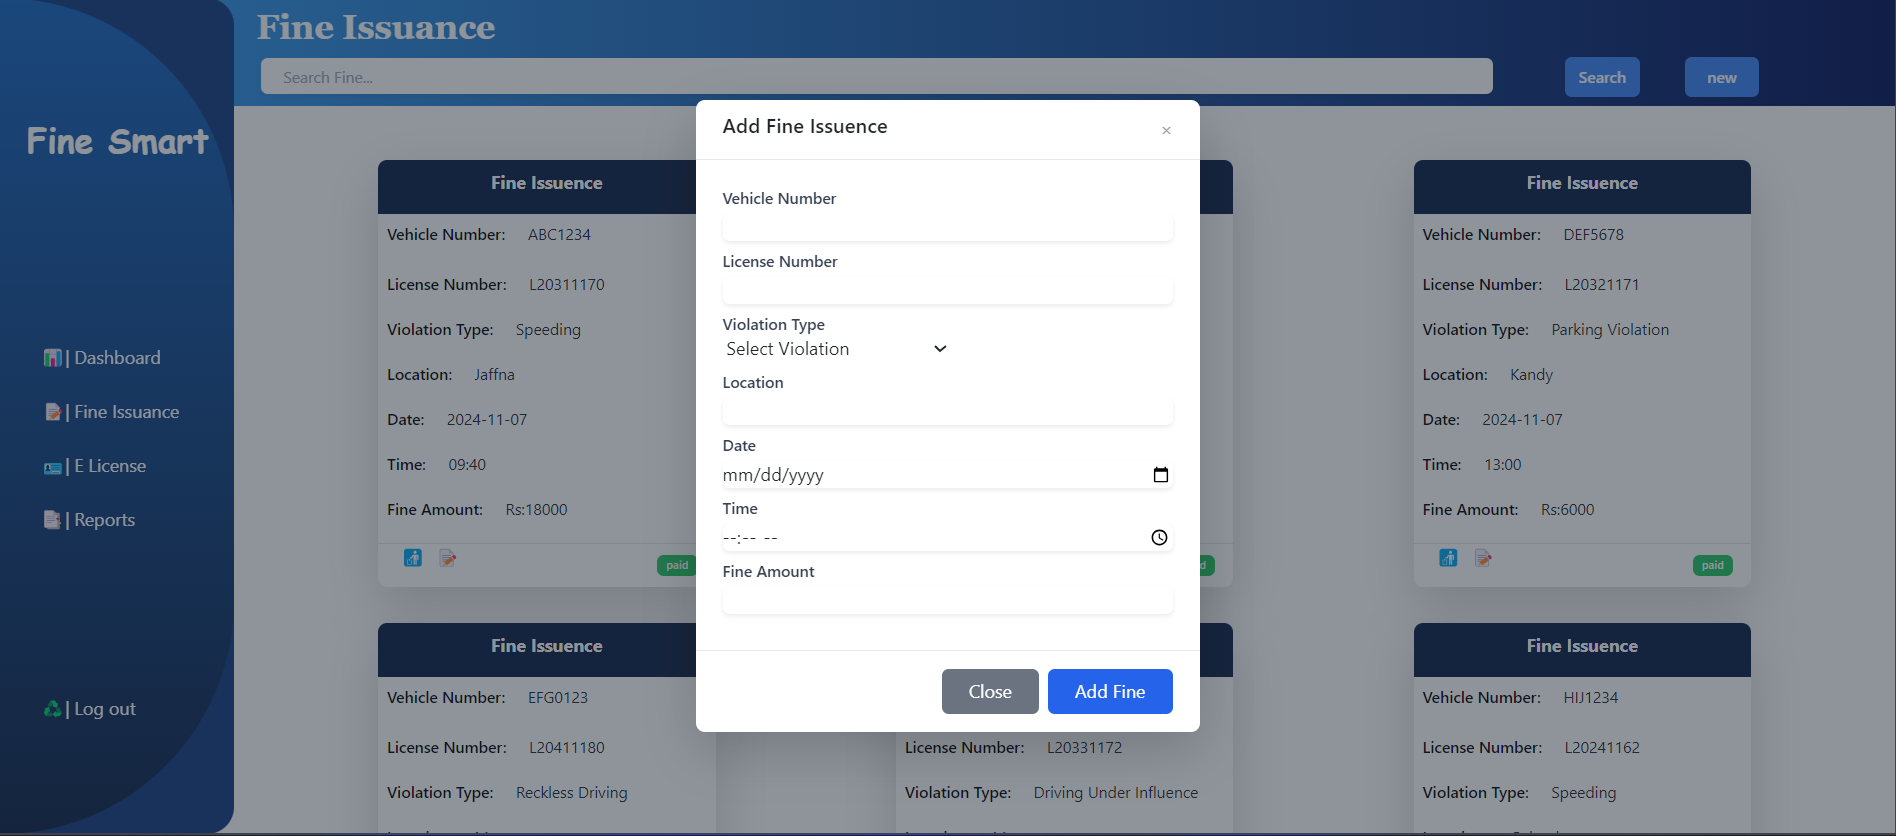 Fine Issuance
Search Fine...
Search
new
Fine Smart
| Dashboard
| Fine Issuance
| E License
| Reports
| Log out
Add Fine Issuence
×
Vehicle Number
License Number
Violation Type
Select Violation
Location
Date
mm/dd/yyyy
Time
--:-- --
Fine Amount
Close
Add Fine
Fine Issuence
Vehicle Number: ABC1234
License Number: L20311170
Violation Type: Speeding
Location: Jaffna
Date: 2024-11-07
Time: 09:40
Fine Amount: Rs:18000
paid
Fine Issuence
Vehicle Number: DEF5678
License Number: L20321171
Violation Type: Parking Violation
Location: Kandy
Date: 2024-11-07
Time: 13:00
Fine Amount: Rs:6000
paid
Fine Issuence
Vehicle Number: EFG0123
License Number: L20411180
Violation Type: Reckless Driving
License Number: L20331172
Violation Type: Driving Under Influence
Fine Issuence
Vehicle Number: HIJ1234
License Number: L20241162
Violation Type: Speeding